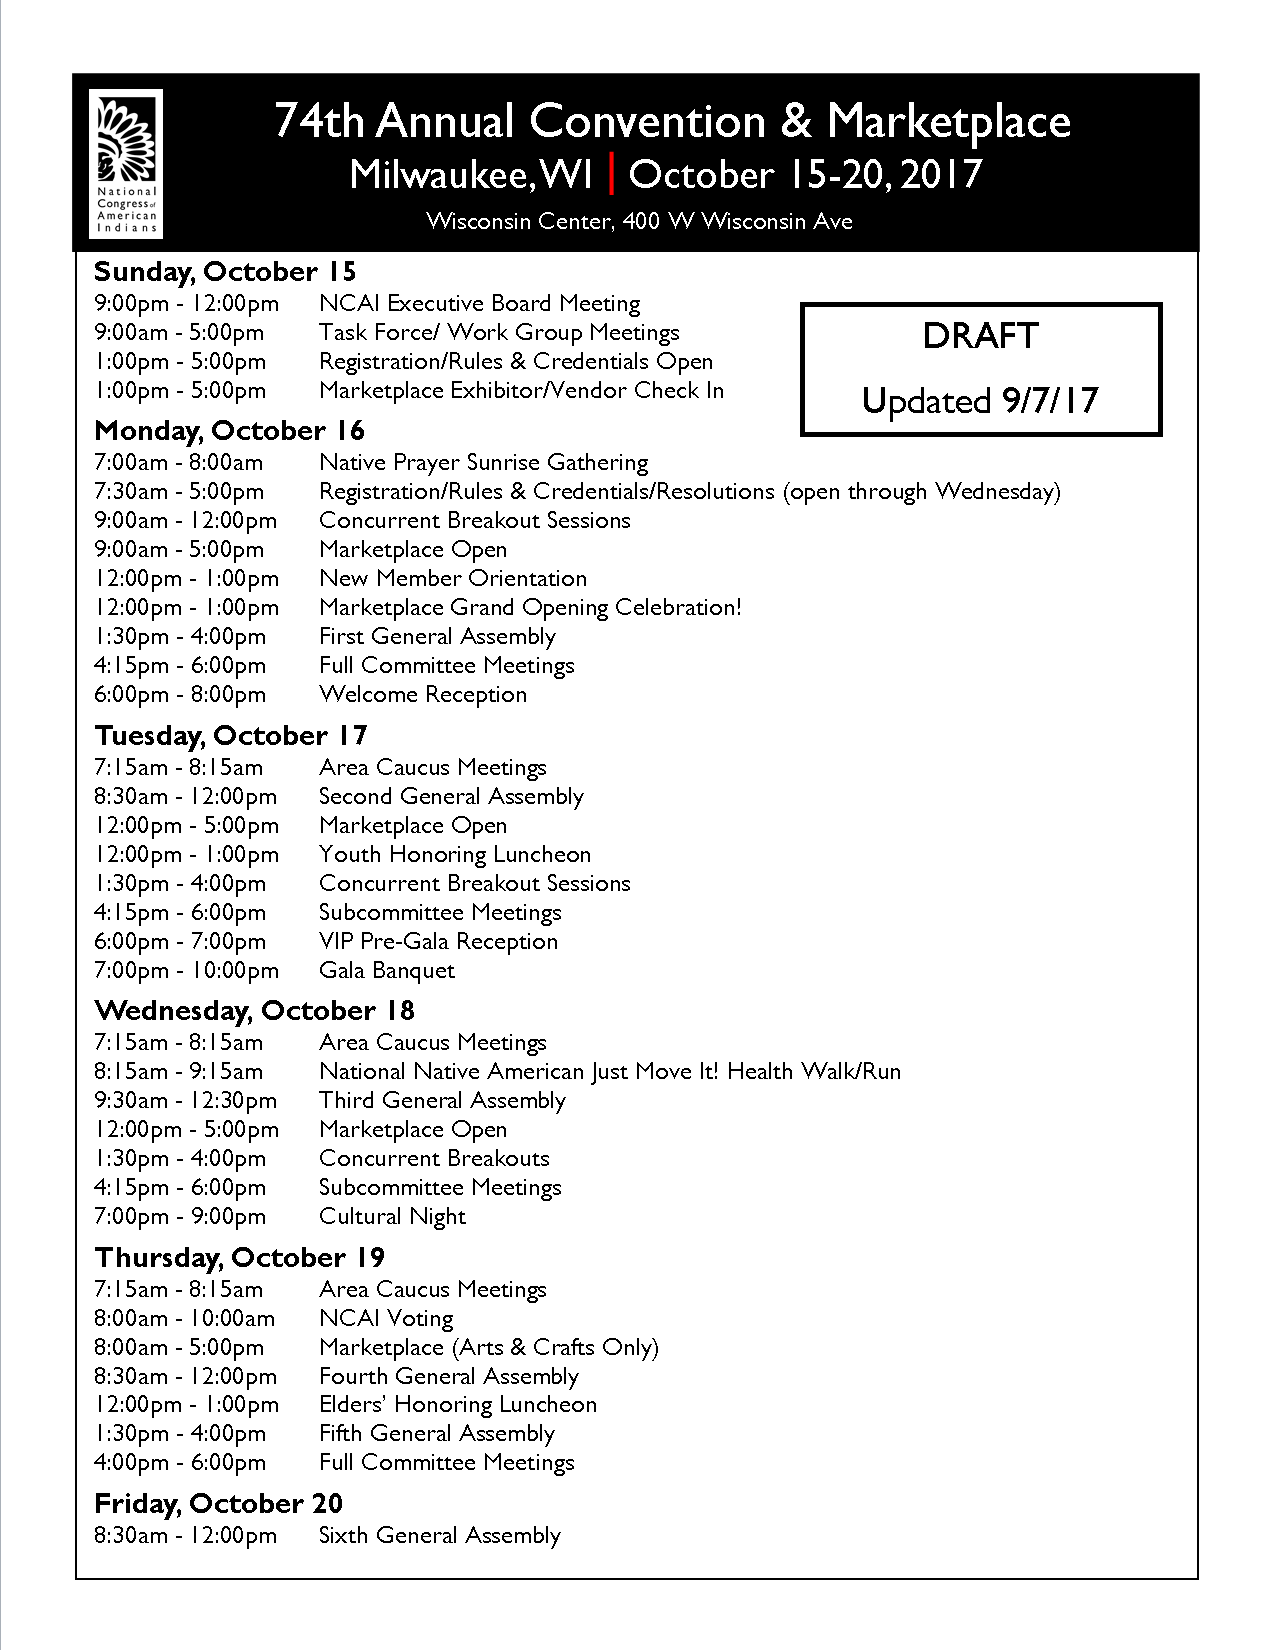 74th Annual Convention & Marketplace
Milwaukee, WI | October 15-20, 2017
Wisconsin Center, 400 W Wisconsin Ave
National
Congress of
American
Indians
Sunday, October 15
9:00pm - 12:00pm NCAI Executive Board Meeting
9:00am - 5:00pm Task Force/ Work Group Meetings
1:00pm - 5:00pm Registration/Rules & Credentials Open
1:00pm - 5:00pm Marketplace Exhibitor/Vendor Check In
DRAFT
Updated 9/7/17
Monday, October 16
7:00am - 8:00am Native Prayer Sunrise Gathering
7:30am - 5:00pm Registration/Rules & Credentials/Resolutions (open through Wednesday)
9:00am - 12:00pm Concurrent Breakout Sessions
9:00am - 5:00pm Marketplace Open
12:00pm - 1:00pm New Member Orientation
12:00pm - 1:00pm Marketplace Grand Opening Celebration!
1:30pm - 4:00pm First General Assembly
4:15pm - 6:00pm Full Committee Meetings
6:00pm - 8:00pm Welcome Reception
Tuesday, October 17
7:15am - 8:15am Area Caucus Meetings
8:30am - 12:00pm Second General Assembly
12:00pm - 5:00pm Marketplace Open
12:00pm - 1:00pm Youth Honoring Luncheon
1:30pm - 4:00pm Concurrent Breakout Sessions
4:15pm - 6:00pm Subcommittee Meetings
6:00pm - 7:00pm VIP Pre-Gala Reception
7:00pm - 10:00pm Gala Banquet
Wednesday, October 18
7:15am - 8:15am Area Caucus Meetings
8:15am - 9:15am National Native American Just Move It! Health Walk/Run
9:30am - 12:30pm Third General Assembly
12:00pm - 5:00pm Marketplace Open
1:30pm - 4:00pm Concurrent Breakouts
4:15pm - 6:00pm Subcommittee Meetings
7:00pm - 9:00pm Cultural Night
Thursday, October 19
7:15am - 8:15am Area Caucus Meetings
8:00am - 10:00am NCAI Voting
8:00am - 5:00pm Marketplace (Arts & Crafts Only)
8:30am - 12:00pm Fourth General Assembly
12:00pm - 1:00pm Elders’ Honoring Luncheon
1:30pm - 4:00pm Fifth General Assembly
4:00pm - 6:00pm Full Committee Meetings
Friday, October 20
8:30am - 12:00pm Sixth General Assembly